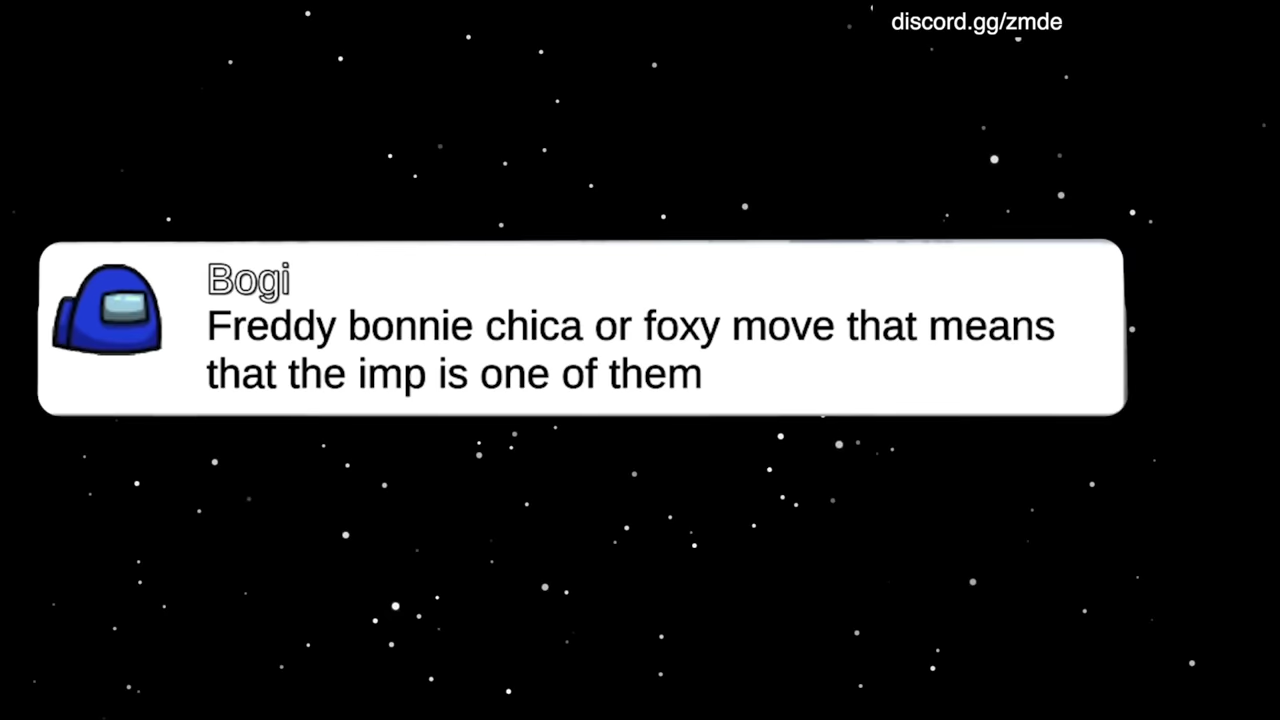 discord.gg/zmde
Bogi
Freddy bonnie chica or foxy move that means
that the imp is one of them